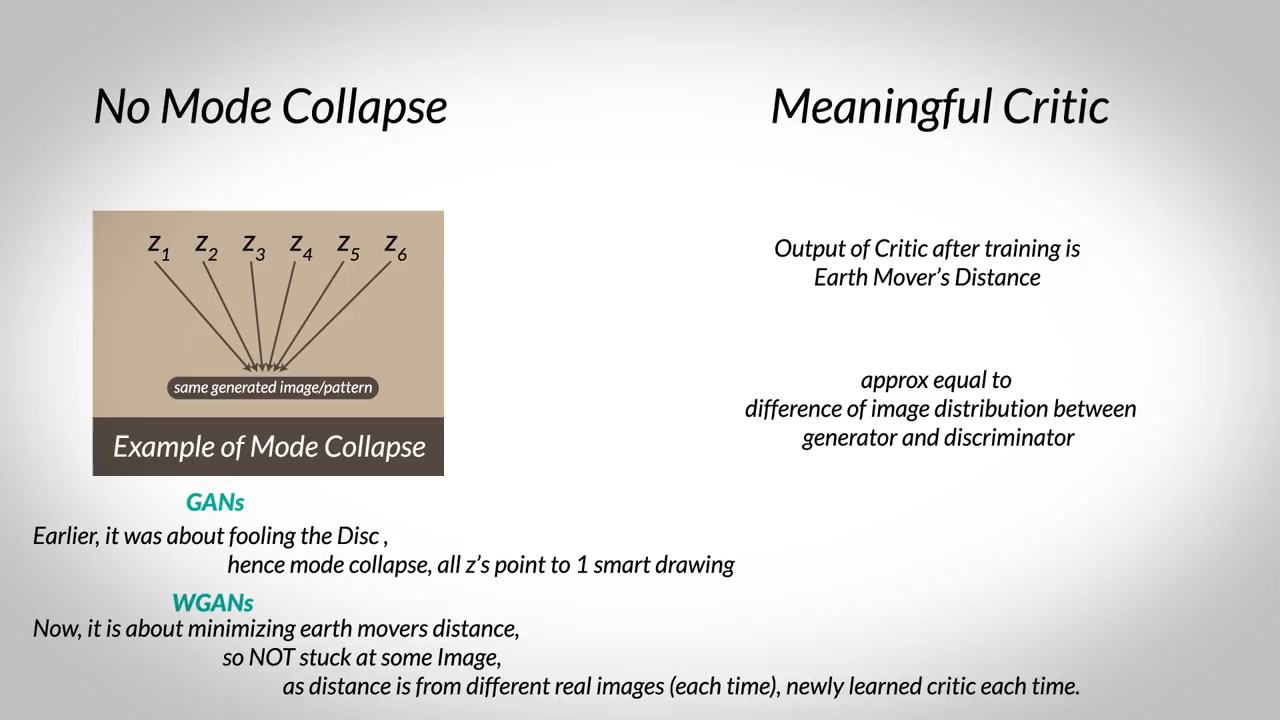 No Mode Collapse
z1 z2 z3 z4 z5 z6
same generated image/pattern
Example of Mode Collapse
GANs
Earlier, it was about fooling the Disc ,
hence mode collapse, all z’s point to 1 smart drawing
WGANs
Now, it is about minimizing earth movers distance,
so NOT stuck at some Image,
as distance is from different real images (each time), newly learned critic each time.
Meaningful Critic
Output of Critic after training is
Earth Mover’s Distance
approx equal to
difference of image distribution between
generator and discriminator